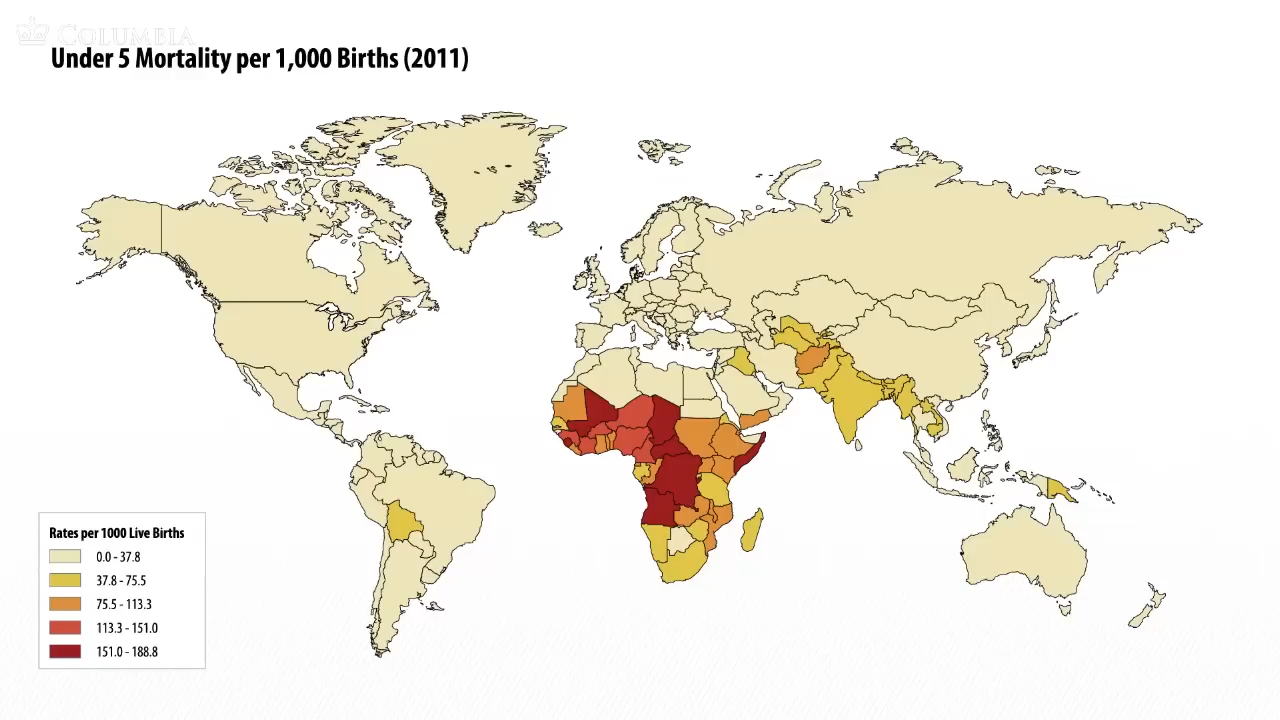 COLUMBIA
Under 5 Mortality per 1,000 Births (2011)
Rates per 1000 Live Births
0.0 - 37.8
37.8 - 75.5
75.5 - 113.3
113.3 - 151.0
151.0 - 188.8